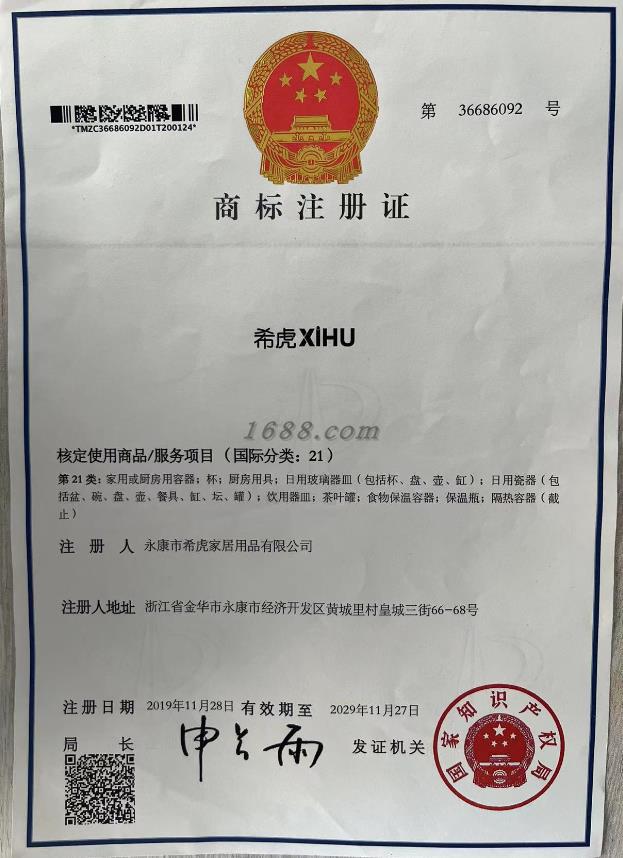 第 36686092 号
*TMZC36686092D01T200124*
商标注册证
希虎XiHU
1688.com
核定使用商品/服务项目（国际分类：21）
第21类：家用或厨房用容器；杯；厨房用具；日用玻璃器皿（包括杯、盘、壶、缸）；日用瓷器（包
括盆、碗、盘、壶、餐具、缸、坛、罐）；饮用器皿；茶叶罐；食物保温容器；保温瓶；隔热容器（截
止）
注 册 人 永康市希虎家居用品有限公司
注册人地址 浙江省金华市永康市经济开发区黄城里村皇城三街66-68号
注册日期 2019年11月28日 有效期至 2029年11月27日
局 长 申长雨 发证机关
国家知识产权局